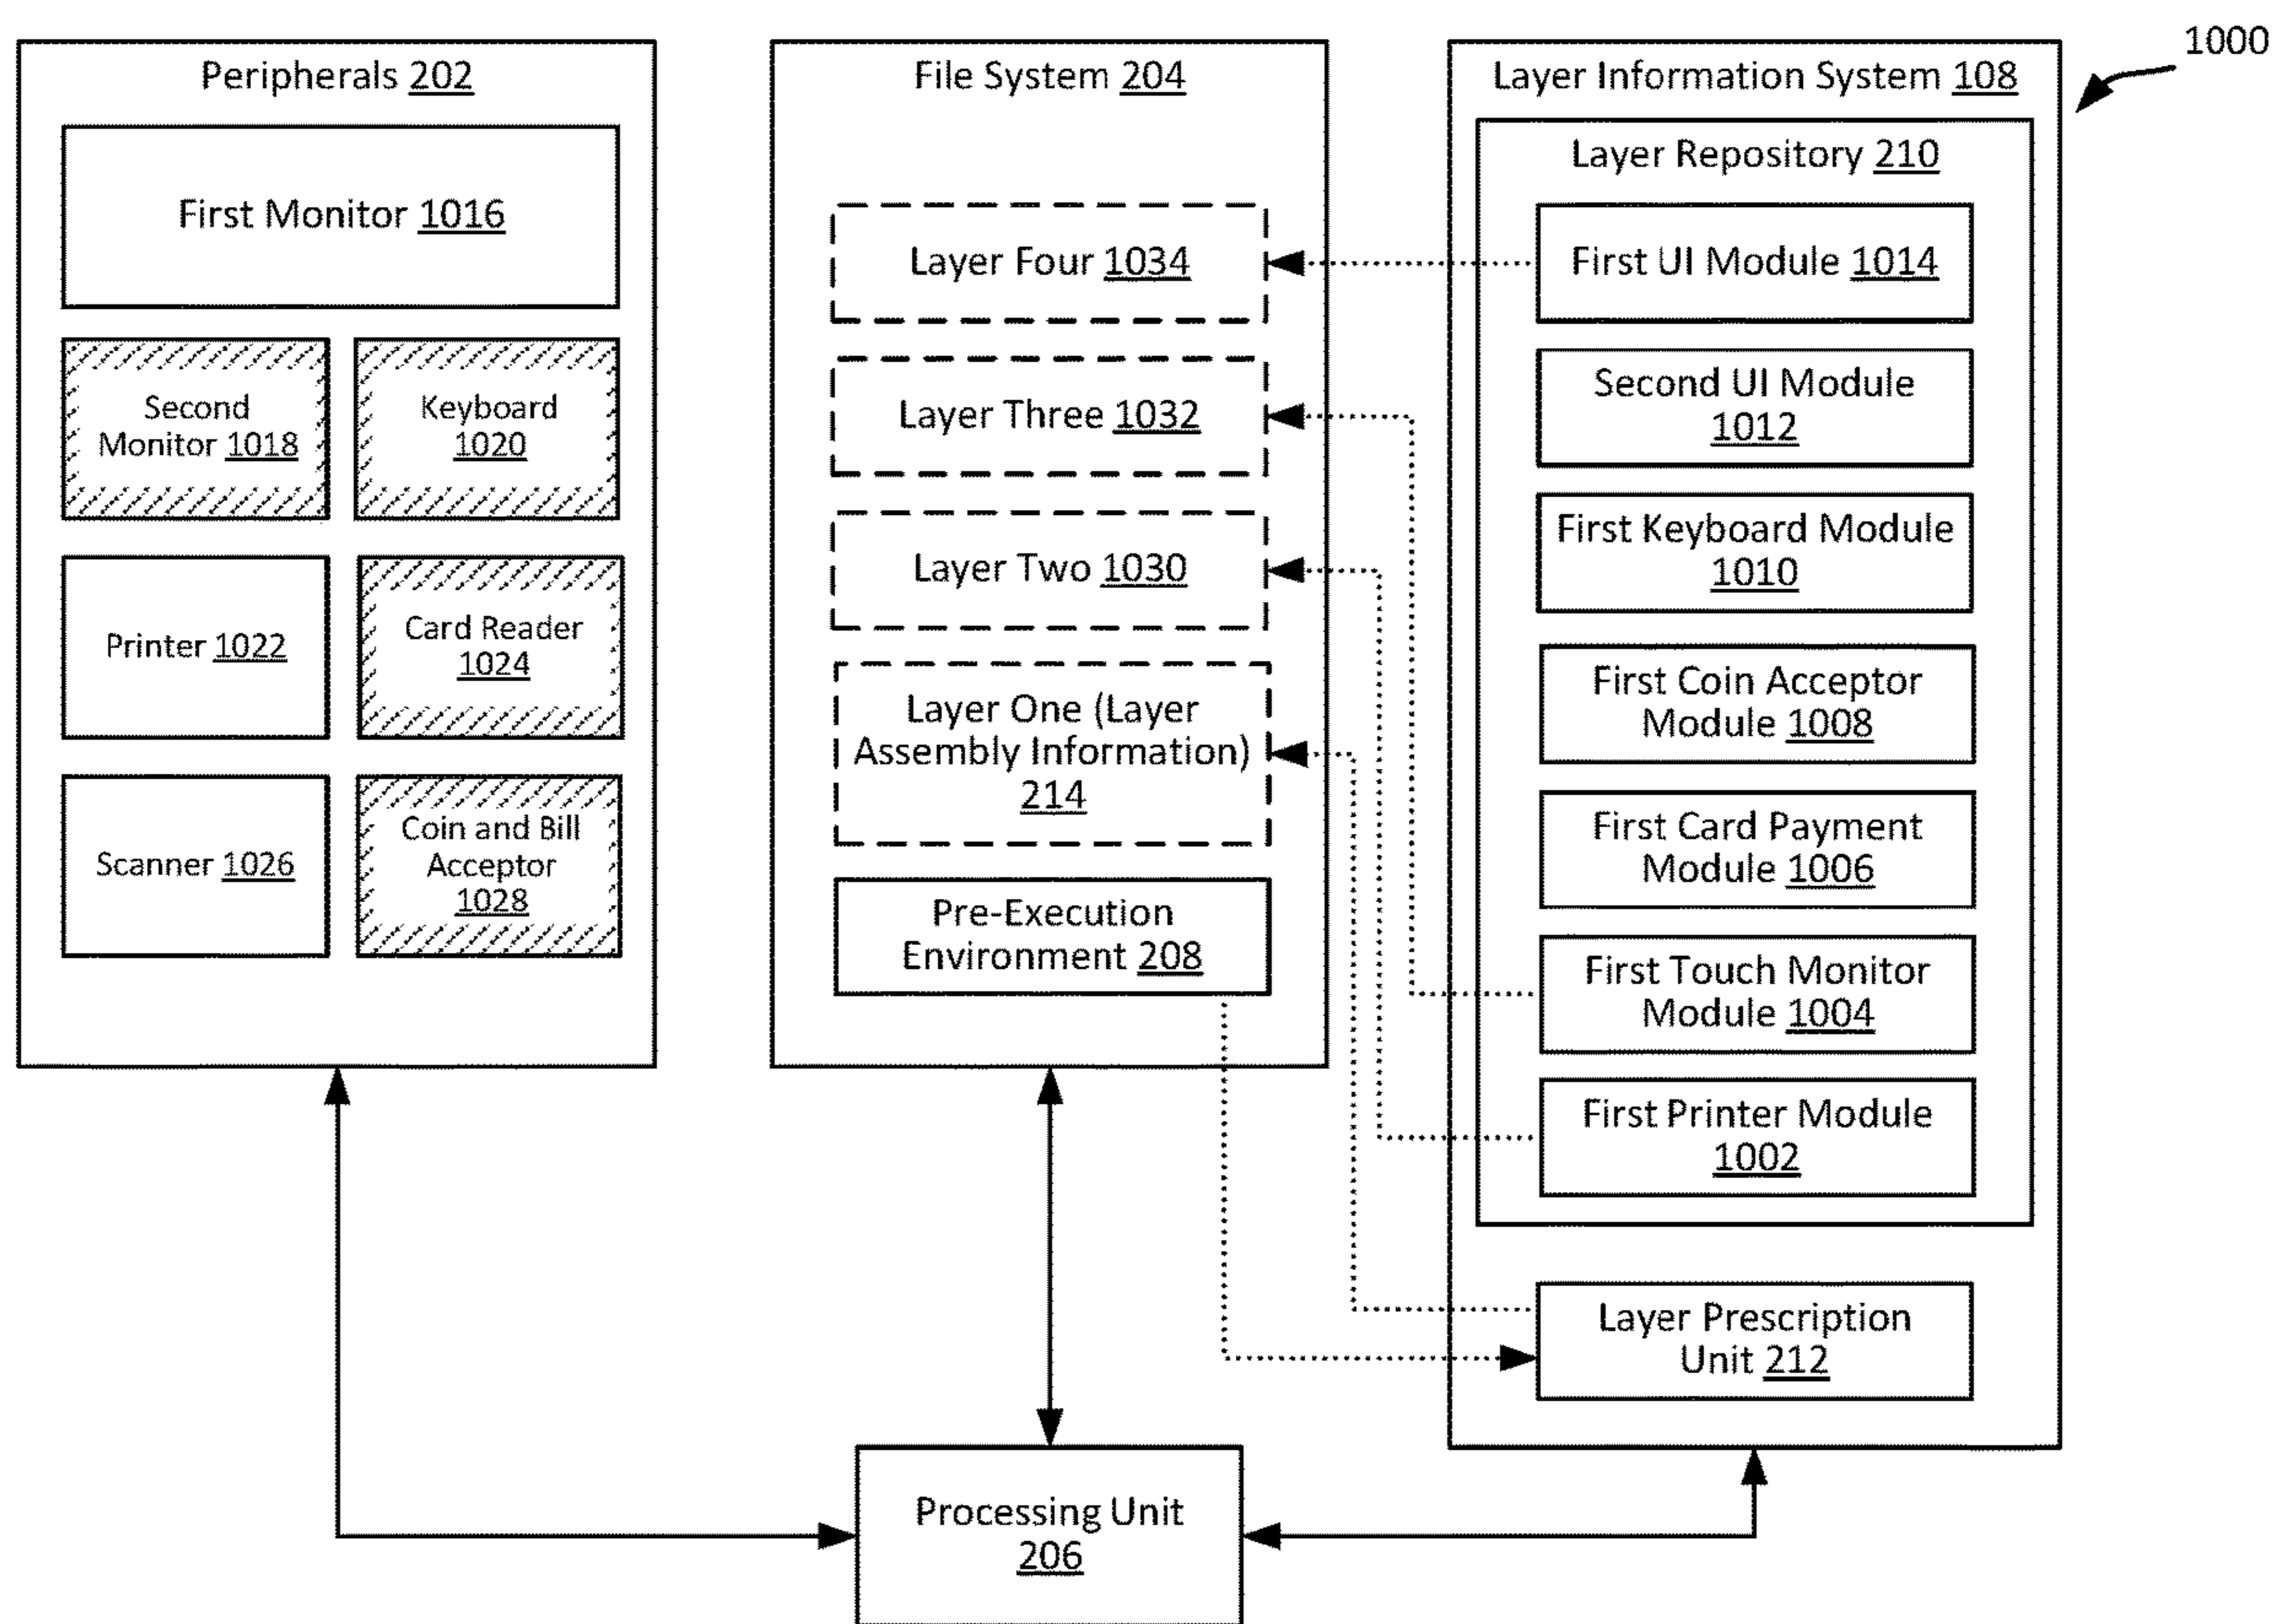 1000
Peripherals 202
First Monitor 1016
Second
Monitor 1018
Keyboard
1020
Printer 1022
Card Reader
1024
Scanner 1026
Coin and Bill
Acceptor
1028
File System 204
Layer Four 1034
Layer Three 1032
Layer Two 1030
Layer One (Layer
Assembly Information)
214
Pre-Execution
Environment 208
Layer Information System 108
Layer Repository 210
First UI Module 1014
Second UI Module
1012
First Keyboard Module
1010
First Coin Acceptor
Module 1008
First Card Payment
Module 1006
First Touch Monitor
Module 1004
First Printer Module
1002
Layer Prescription
Unit 212
Processing Unit
206